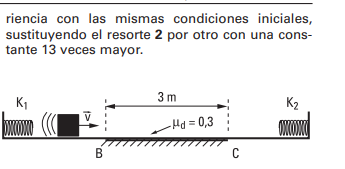 riencia con las mismas condiciones iniciales,
sustituyendo el resorte 2 por otro con una cons-
tante 13 veces mayor.
3 m
K₁
v⃗
K₂
μd = 0,3
B
C